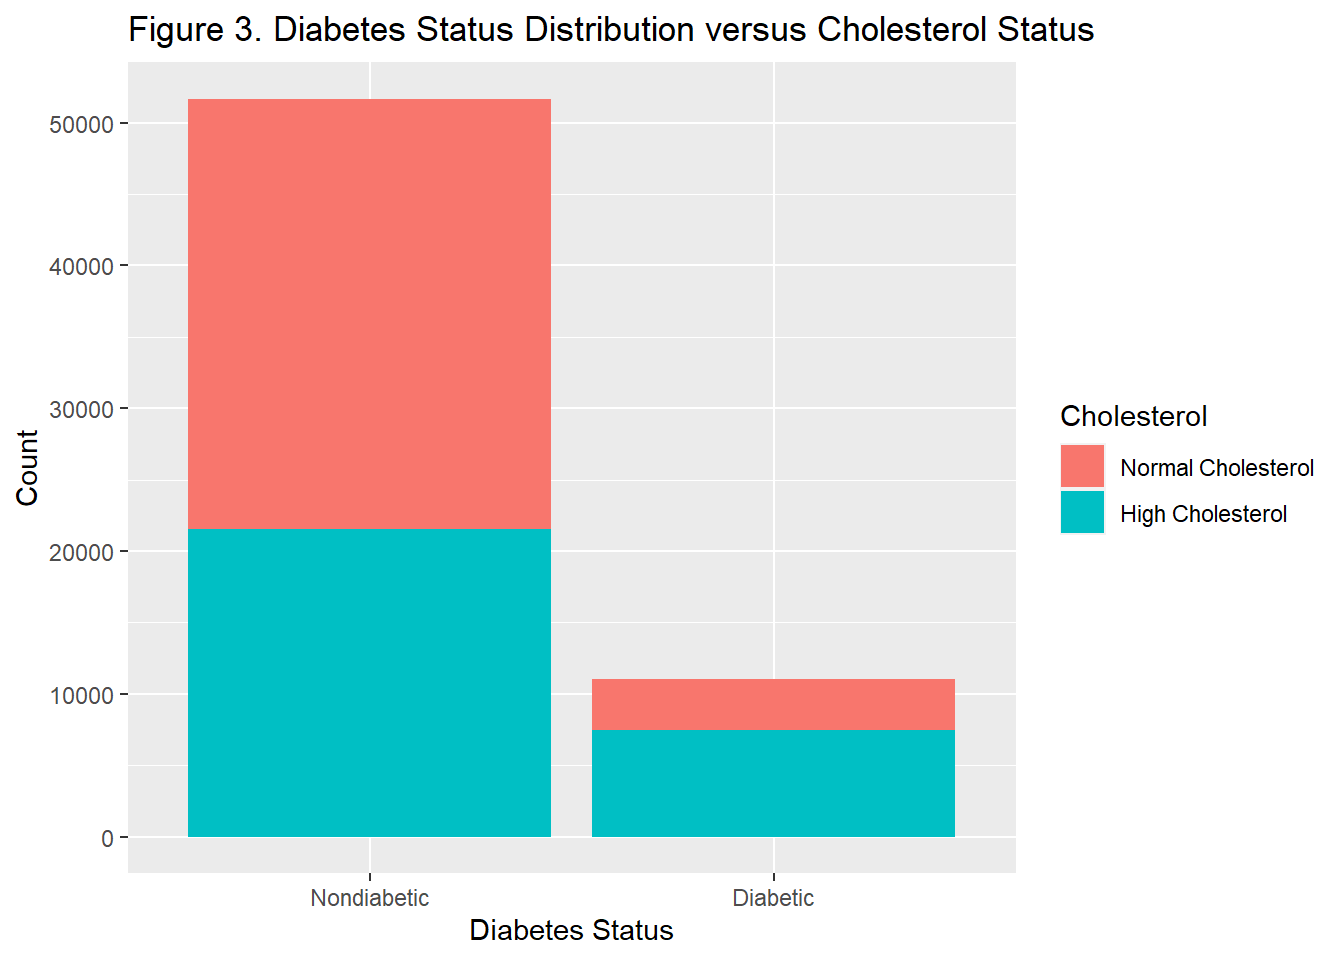 Figure 3. Diabetes Status Distribution versus Cholesterol Status
50000
40000
30000
20000
10000
0
Count
Nondiabetic
Diabetic
Diabetes Status
Cholesterol
Normal Cholesterol
High Cholesterol